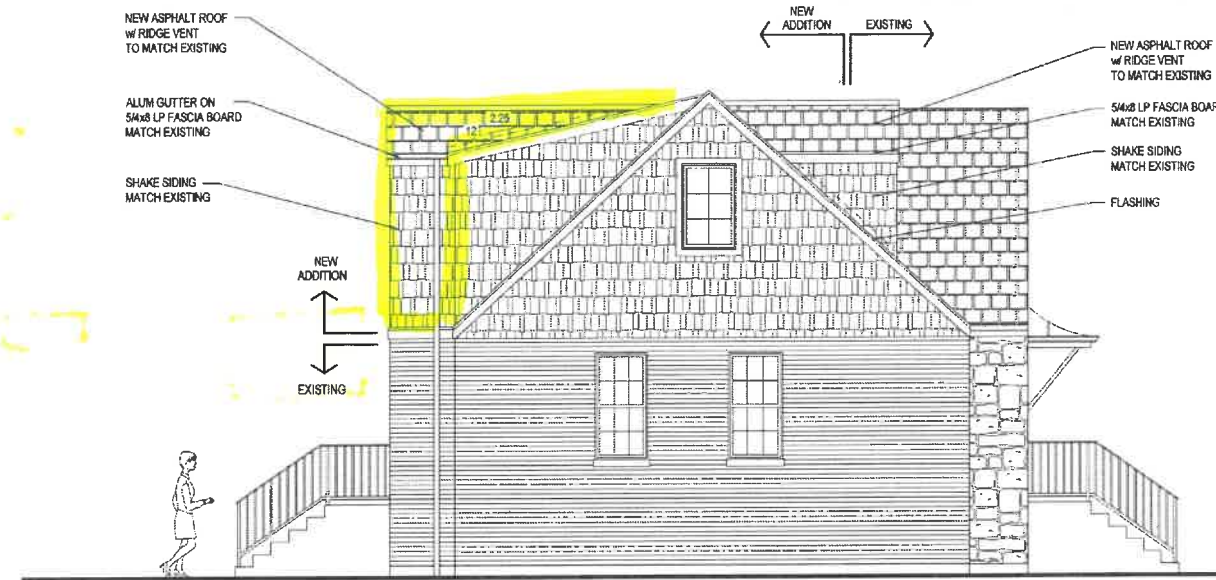 NEW ASPHALT ROOF
w/ RIDGE VENT
TO MATCH EXISTING
ALUM GUTTER ON
5/4x8 LP FASCIA BOARD
MATCH EXISTING
SHAKE SIDING
MATCH EXISTING
NEW
ADDITION
EXISTING
2.25
12
NEW
ADDITION
EXISTING
NEW ASPHALT ROOF
w/ RIDGE VENT
TO MATCH EXISTING
5/4x8 LP FASCIA BOAR
MATCH EXISTING
SHAKE SIDING
MATCH EXISTING
FLASHING